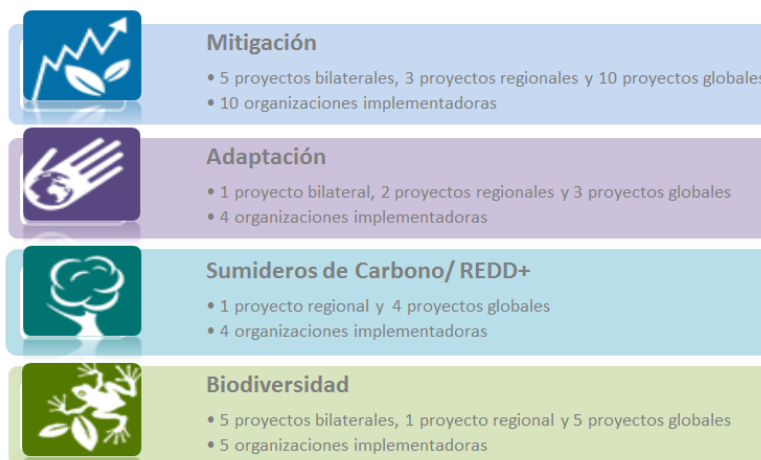 Mitigación
• 5 proyectos bilaterales, 3 proyectos regionales y 10 proyectos globales
• 10 organizaciones implementadoras
Adaptación
• 1 proyecto bilateral, 2 proyectos regionales y 3 proyectos globales
• 4 organizaciones implementadoras
Sumideros de Carbono/ REDD+
• 1 proyecto regional y 4 proyectos globales
• 4 organizaciones implementadoras
Biodiversidad
• 5 proyectos bilaterales, 1 proyecto regional y 5 proyectos globales
• 5 organizaciones implementadoras